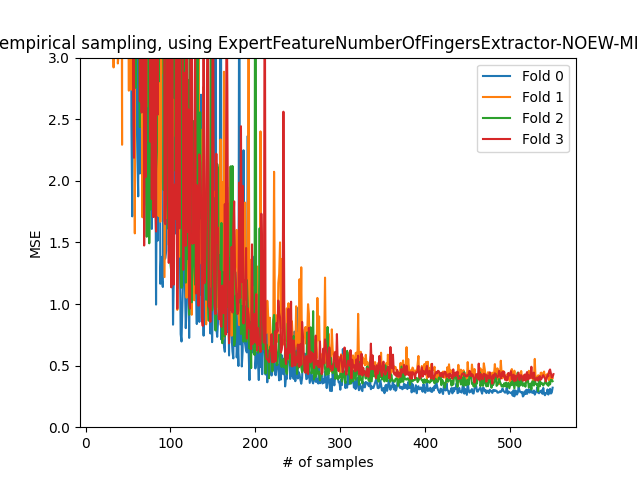 empirical sampling, using ExpertFeatureNumberOfFingersExtractor-NOEW-MI
3.0
2.5
2.0
1.5
1.0
0.5
0.0
MSE
Fold 0
Fold 1
Fold 2
Fold 3
0 100 200 300 400 500
# of samples